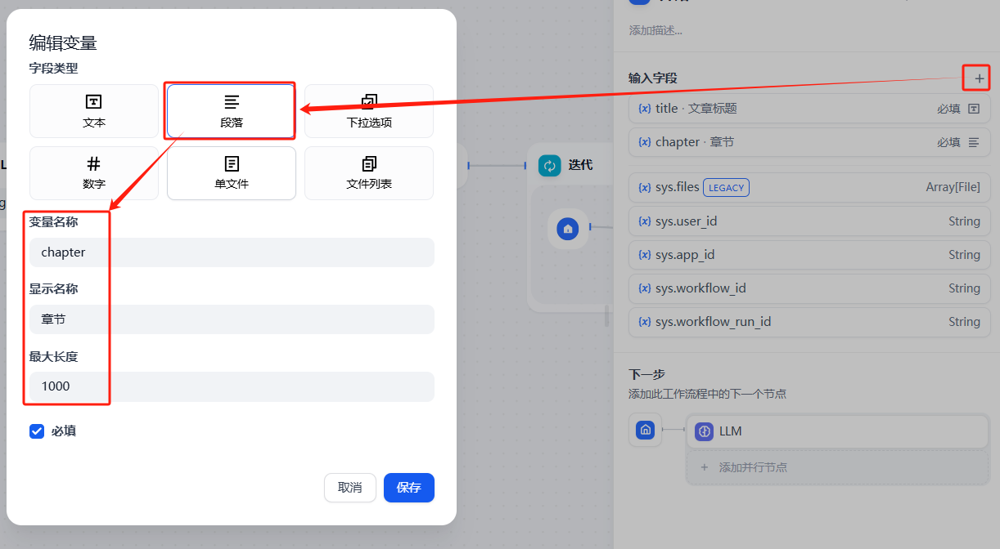 编辑变量
字段类型
文本
段落
下拉选项
数字
单文件
文件列表
变量名称
chapter
显示名称
章节
最大长度
1000
必填
取消
保存
迭代
添加描述...
输入字段
{x} title · 文章标题 必填
{x} chapter · 章节 必填
{x} sys.files LEGACY Array[File]
{x} sys.user_id String
{x} sys.app_id String
{x} sys.workflow_id String
{x} sys.workflow_run_id String
下一步
添加此工作流程中的下一个节点
LLM
+ 添加并行节点